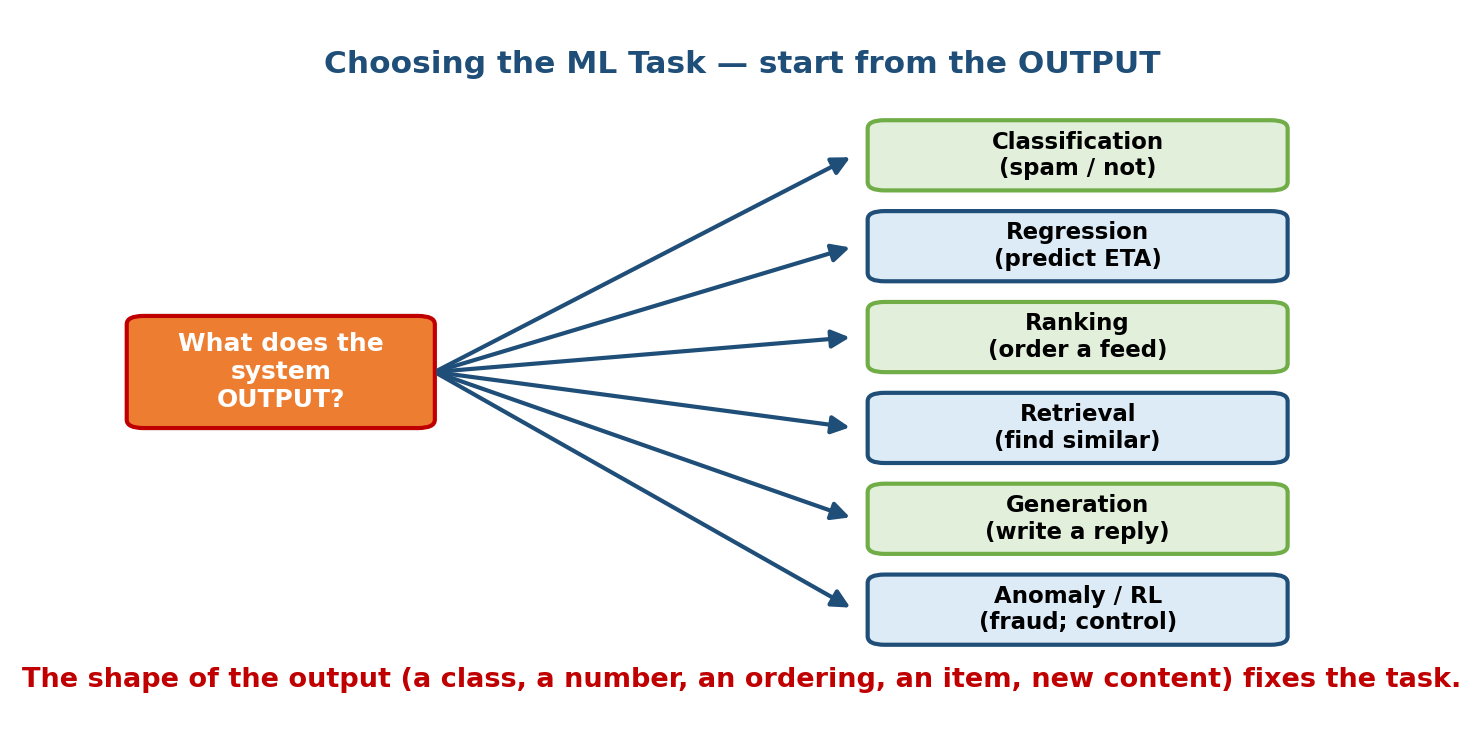 Choosing the ML Task — start from the OUTPUT
What does the
system
OUTPUT?
Classification
(spam / not)
Regression
(predict ETA)
Ranking
(order a feed)
Retrieval
(find similar)
Generation
(write a reply)
Anomaly / RL
(fraud; control)
The shape of the output (a class, a number, an ordering, an item, new content) fixes the task.